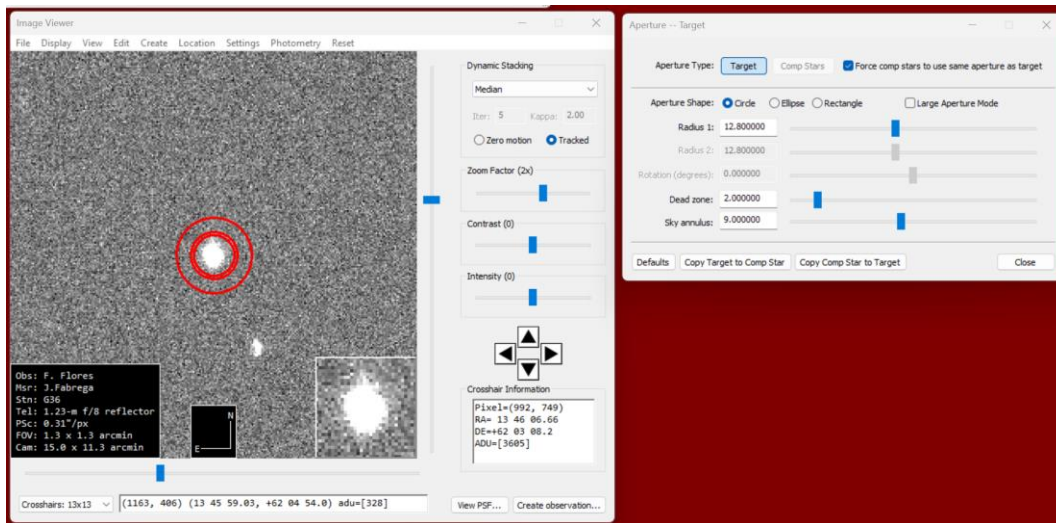 Image Viewer
File Display View Edit Create Location Settings Photometry Reset
Obs: F. Flores
Msr: J.Fabrega
Stn: G36
Tel: 1.23-m f/8 reflector
PSc: 0.31"/px
FOV: 1.3 x 1.3 arcmin
Cam: 15.0 x 11.3 arcmin
N
E
Crosshairs: 13x13
(1163, 406) (13 45 59.03, +62 04 54.0) adu=[328]
Dynamic Stacking
Median
Iter: 5 Kappa: 2.00
Zero motion Tracked
Zoom Factor (2x)
Contrast (0)
Intensity (0)
Crosshair Information
Pixel=(992, 749)
RA= 13 46 06.66
DE=+62 03 08.2
ADU=[3605]
View PSF... Create observation...
Aperture -- Target
Aperture Type: Target Comp Stars Force comp stars to use same aperture as target
Aperture Shape: Circle Ellipse Rectangle Large Aperture Mode
Radius 1: 12.800000
Radius 2: 12.800000
Rotation (degrees): 0.000000
Dead zone: 2.000000
Sky annulus: 9.000000
Defaults Copy Target to Comp Star Copy Comp Star to Target Close